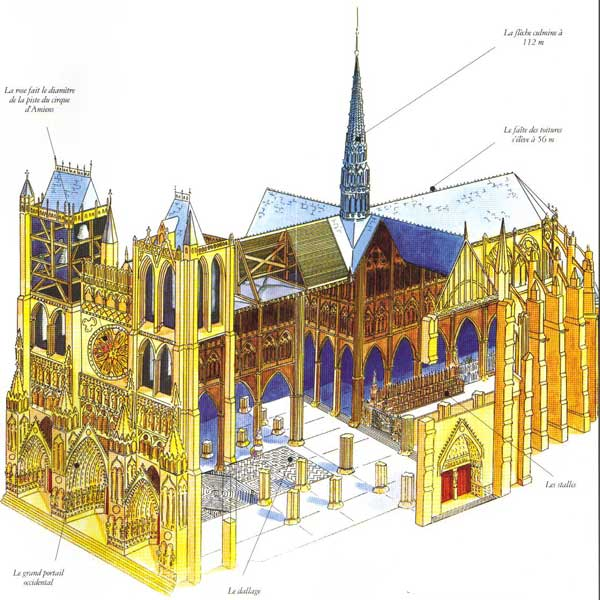 La flèche culmine à
112 m
La rose fait le diamètre
de la piste du cirque
d'Amiens
Le faîte des toitures
s'élève à 56 m
Les stalles
Le grand portail
occidental
Le dallage